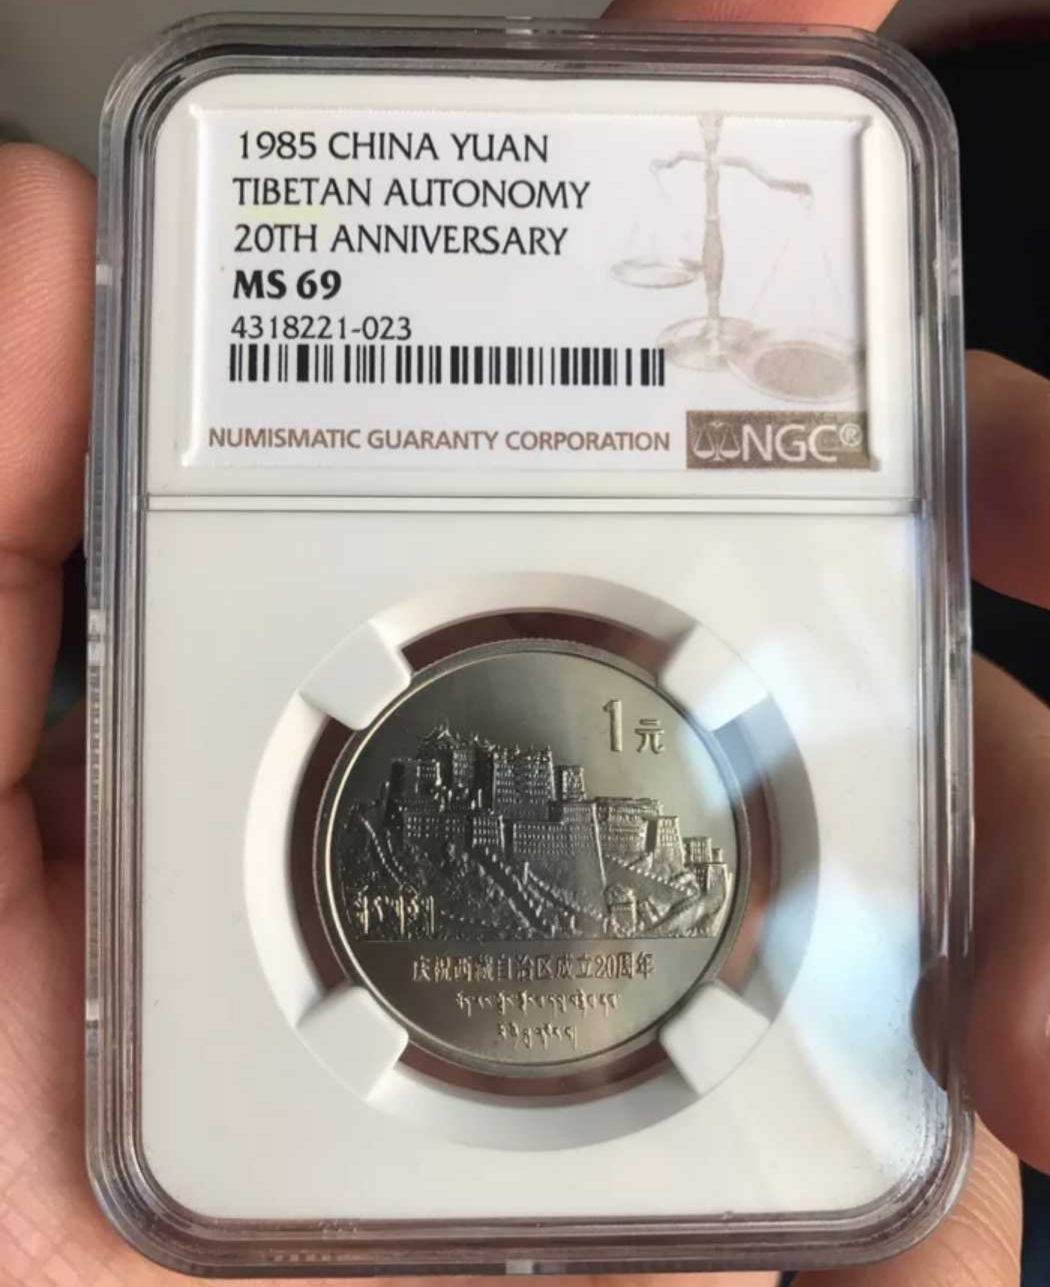 1985 CHINA YUAN
TIBETAN AUTONOMY
20TH ANNIVERSARY
MS 69
4318221-023
NUMISMATIC GUARANTY CORPORATION
NGC®
1元
庆祝西藏自治区成立20周年